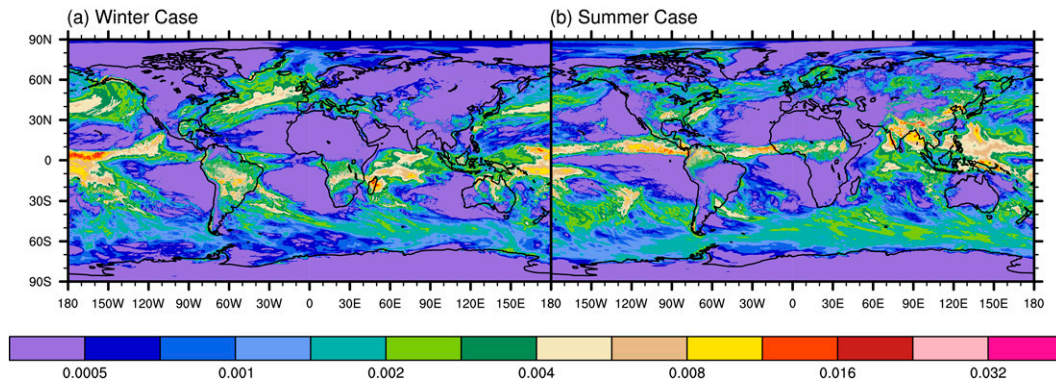 (a) Winter Case
(b) Summer Case
90N
60N
30N
0
30S
60S
90S
180 150W 120W 90W 60W 30W 0 30E 60E 90E 120E 150E 180 150W 120W 90W 60W 30W 0 30E 60E 90E 120E 150E 180
0.0005 0.001 0.002 0.004 0.008 0.016 0.032